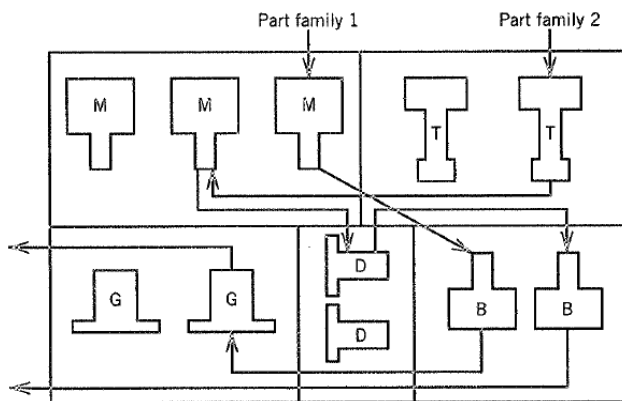 Part family 1 Part family 2
M M M T T
D
G G B B
D